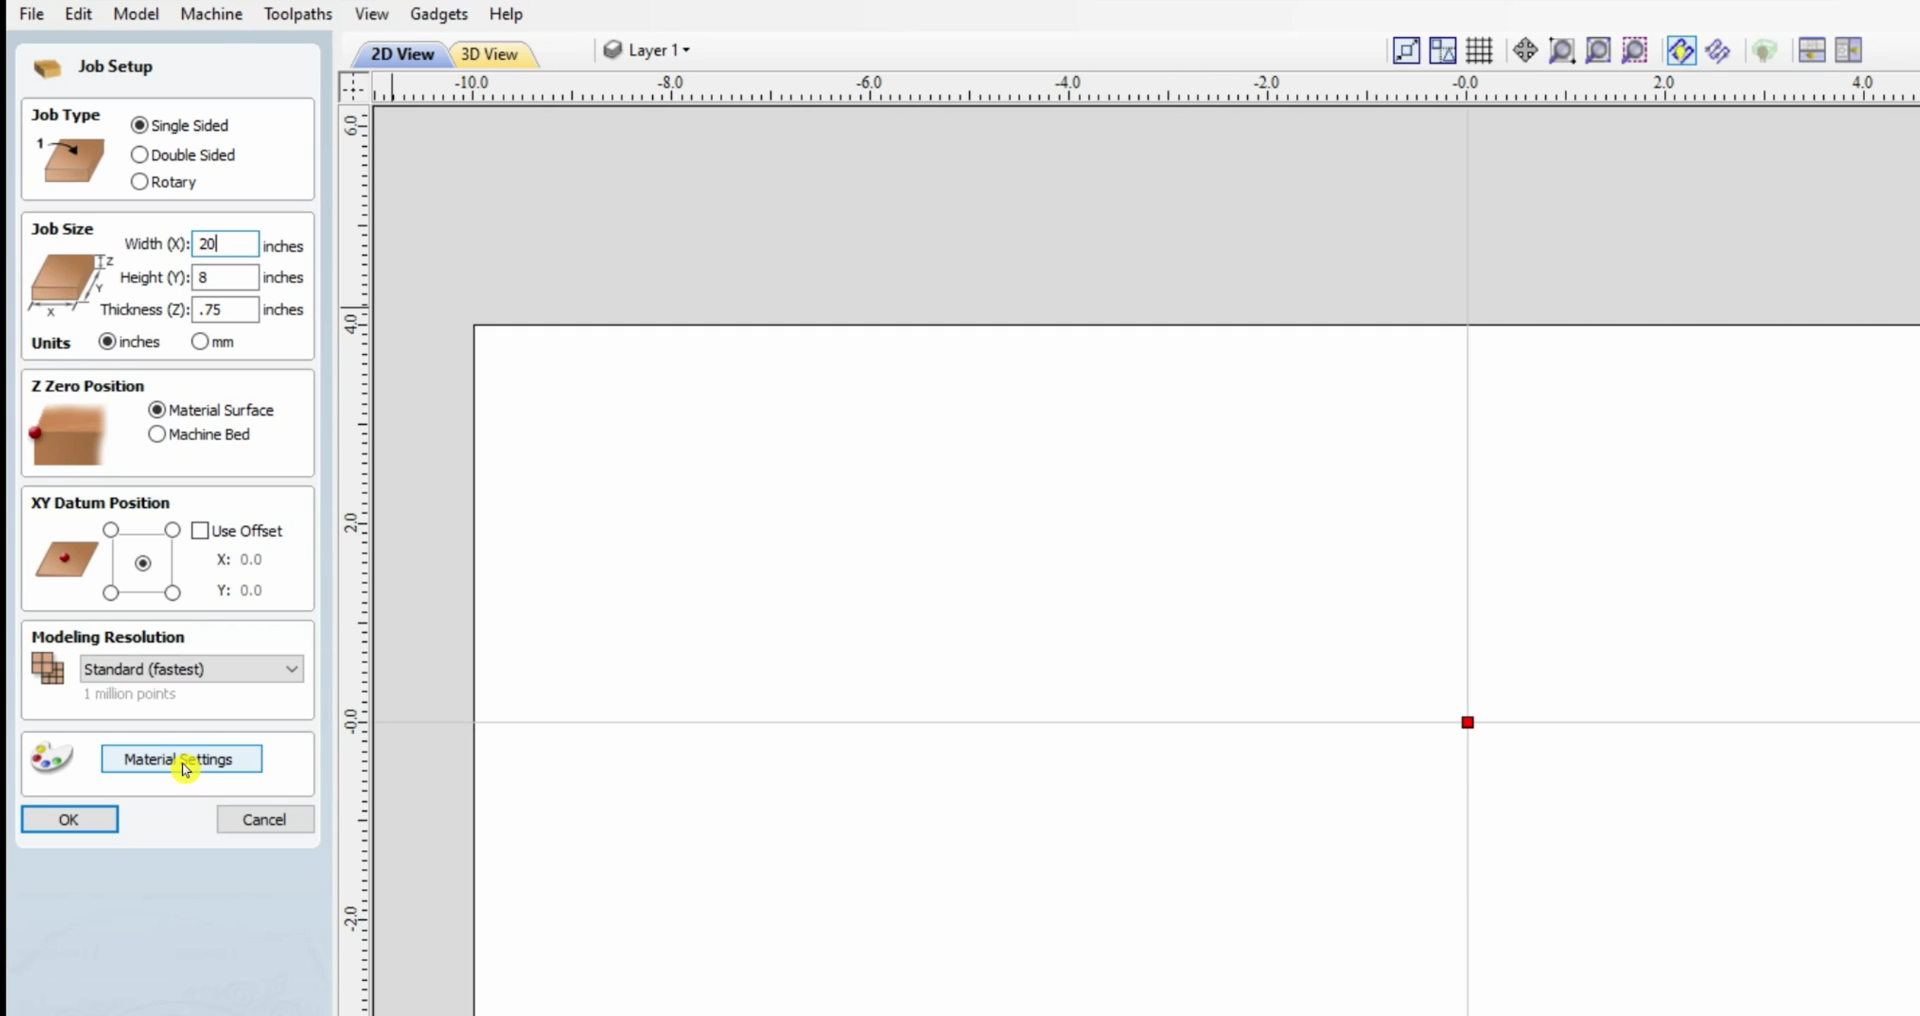 File Edit Model Machine Toolpaths View Gadgets Help
Job Setup
2D View 3D View Layer 1
-10.0 -8.0 -6.0 -4.0 -2.0 -0.0 2.0 4.0
6.0
4.0
2.0
-0.0
-2.0
Job Type
1
Single Sided
Double Sided
Rotary
Job Size
Width (X): 20 inches
Height (Y): 8 inches
Thickness (Z): .75 inches
Z
Y
X
Units inches mm
Z Zero Position
Material Surface
Machine Bed
XY Datum Position
Use Offset
X: 0.0
Y: 0.0
Modeling Resolution
Standard (fastest)
1 million points
Material Settings
OK Cancel